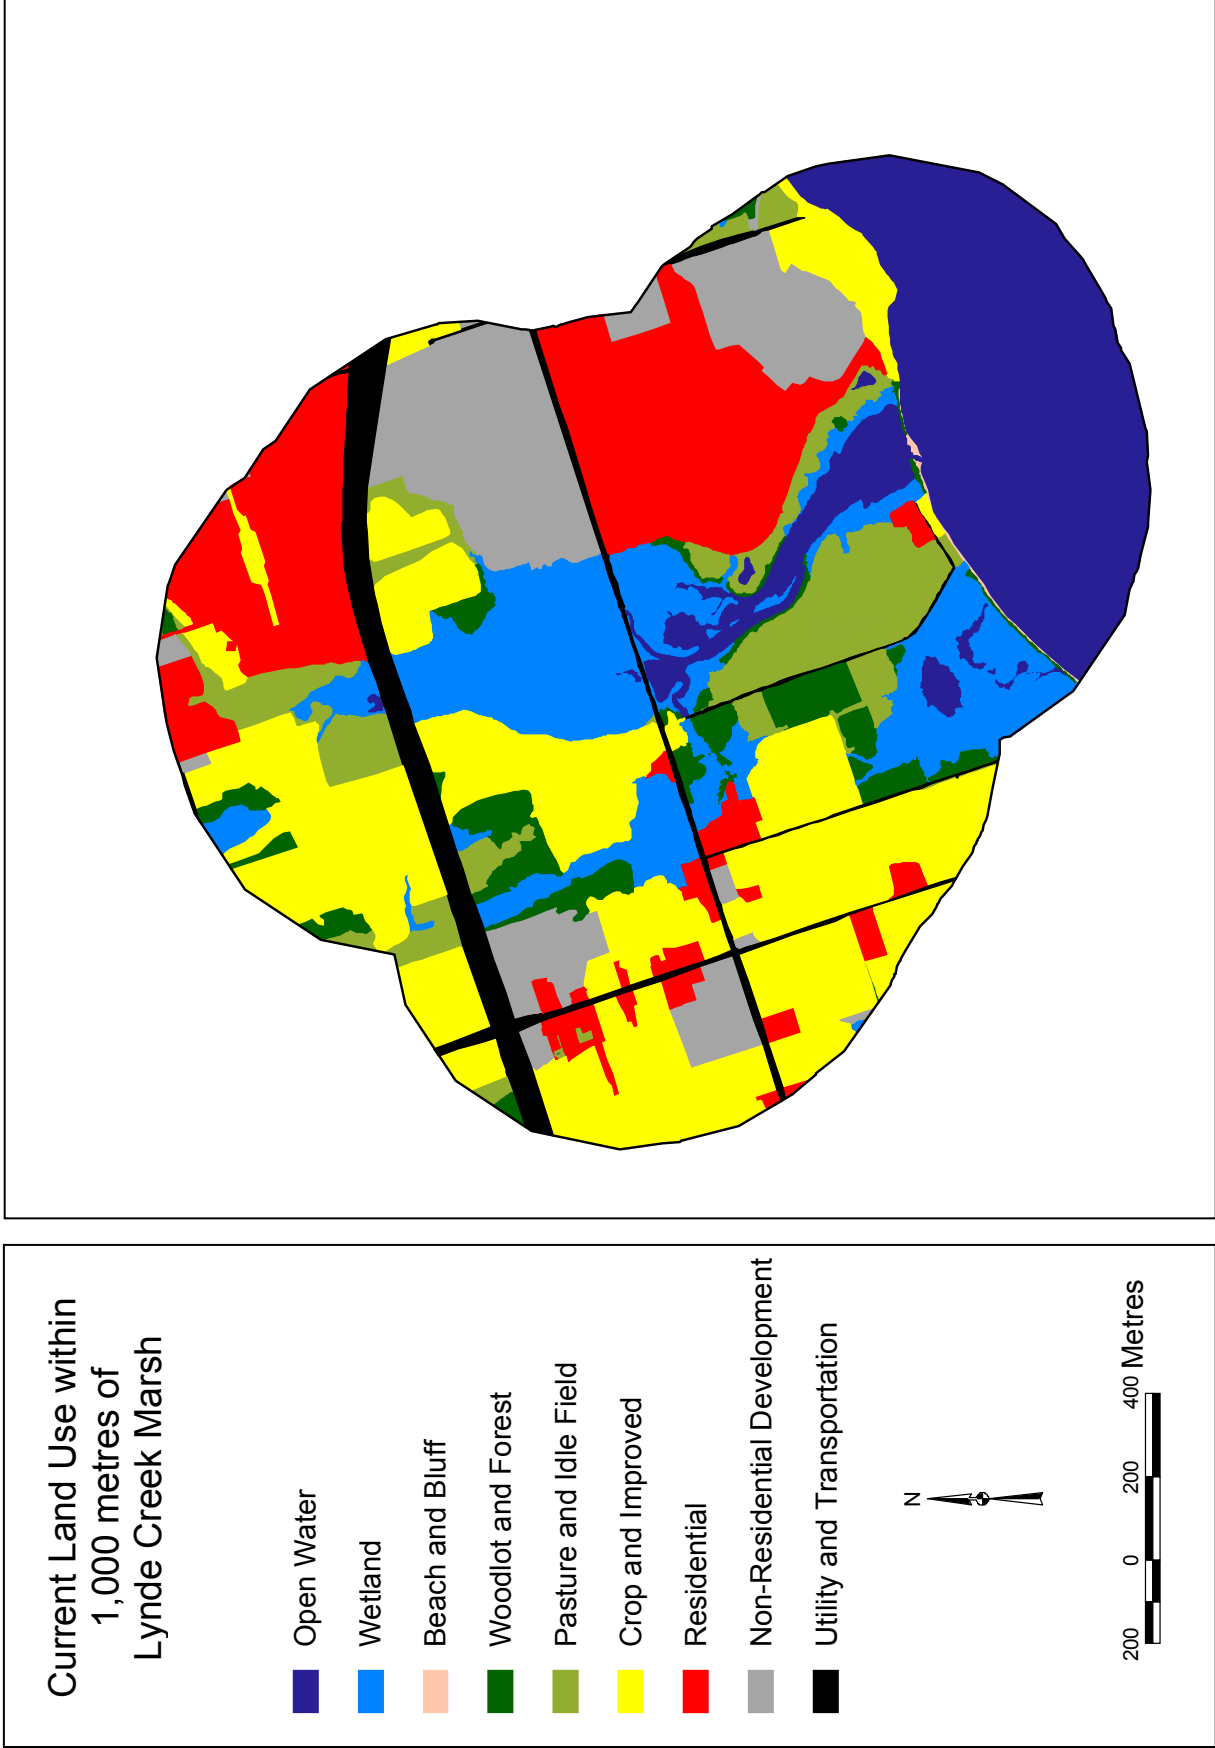 Current Land Use within
1,000 metres of
Lynde Creek Marsh
Open Water
Wetland
Beach and Bluff
Woodlot and Forest
Pasture and Idle Field
Crop and Improved
Residential
Non-Residential Development
Utility and Transportation
N
200 0 200 400 Metres